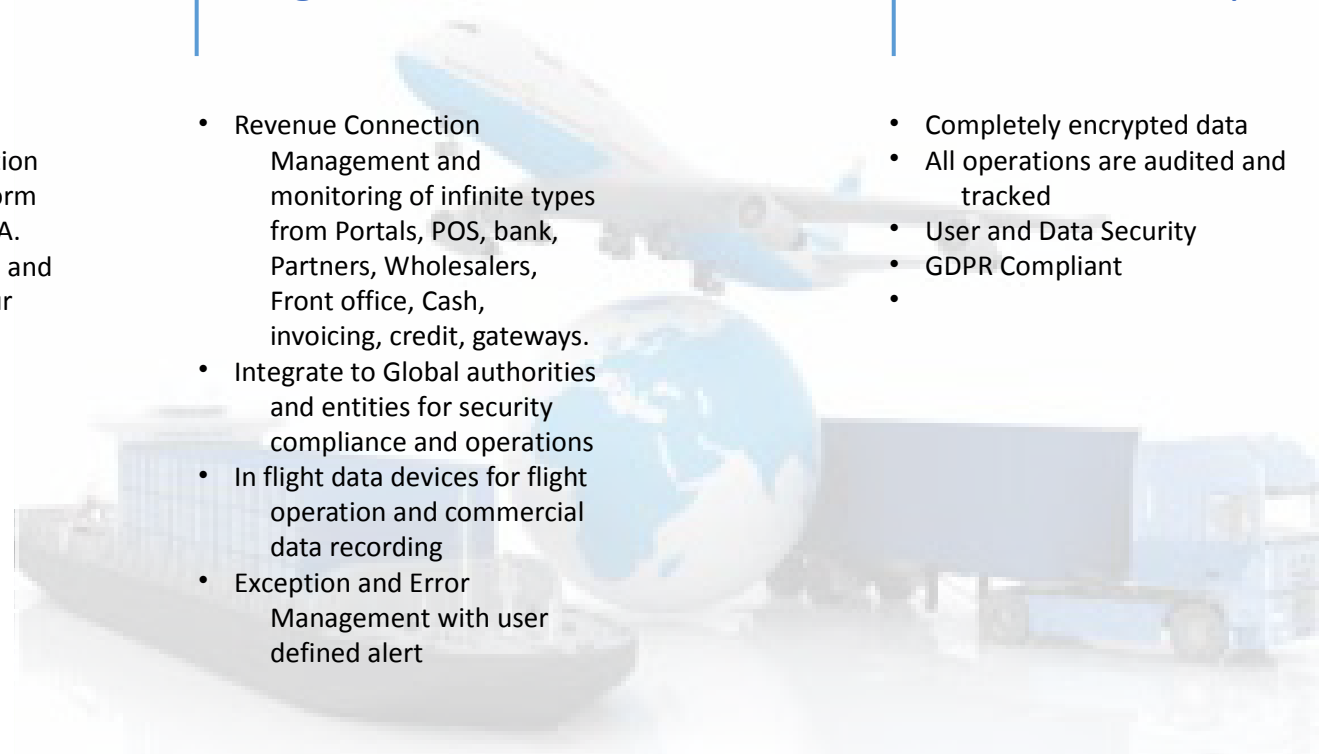 and
• Revenue Connection
Management and
monitoring of infinite types
from Portals, POS, bank,
Partners, Wholesalers,
Front office, Cash,
invoicing, credit, gateways.
• Integrate to Global authorities
and entities for security
compliance and operations
• In flight data devices for flight
operation and commercial
data recording
• Exception and Error
Management with user
defined alert
• Completely encrypted data
• All operations are audited and
tracked
• User and Data Security
• GDPR Compliant
•